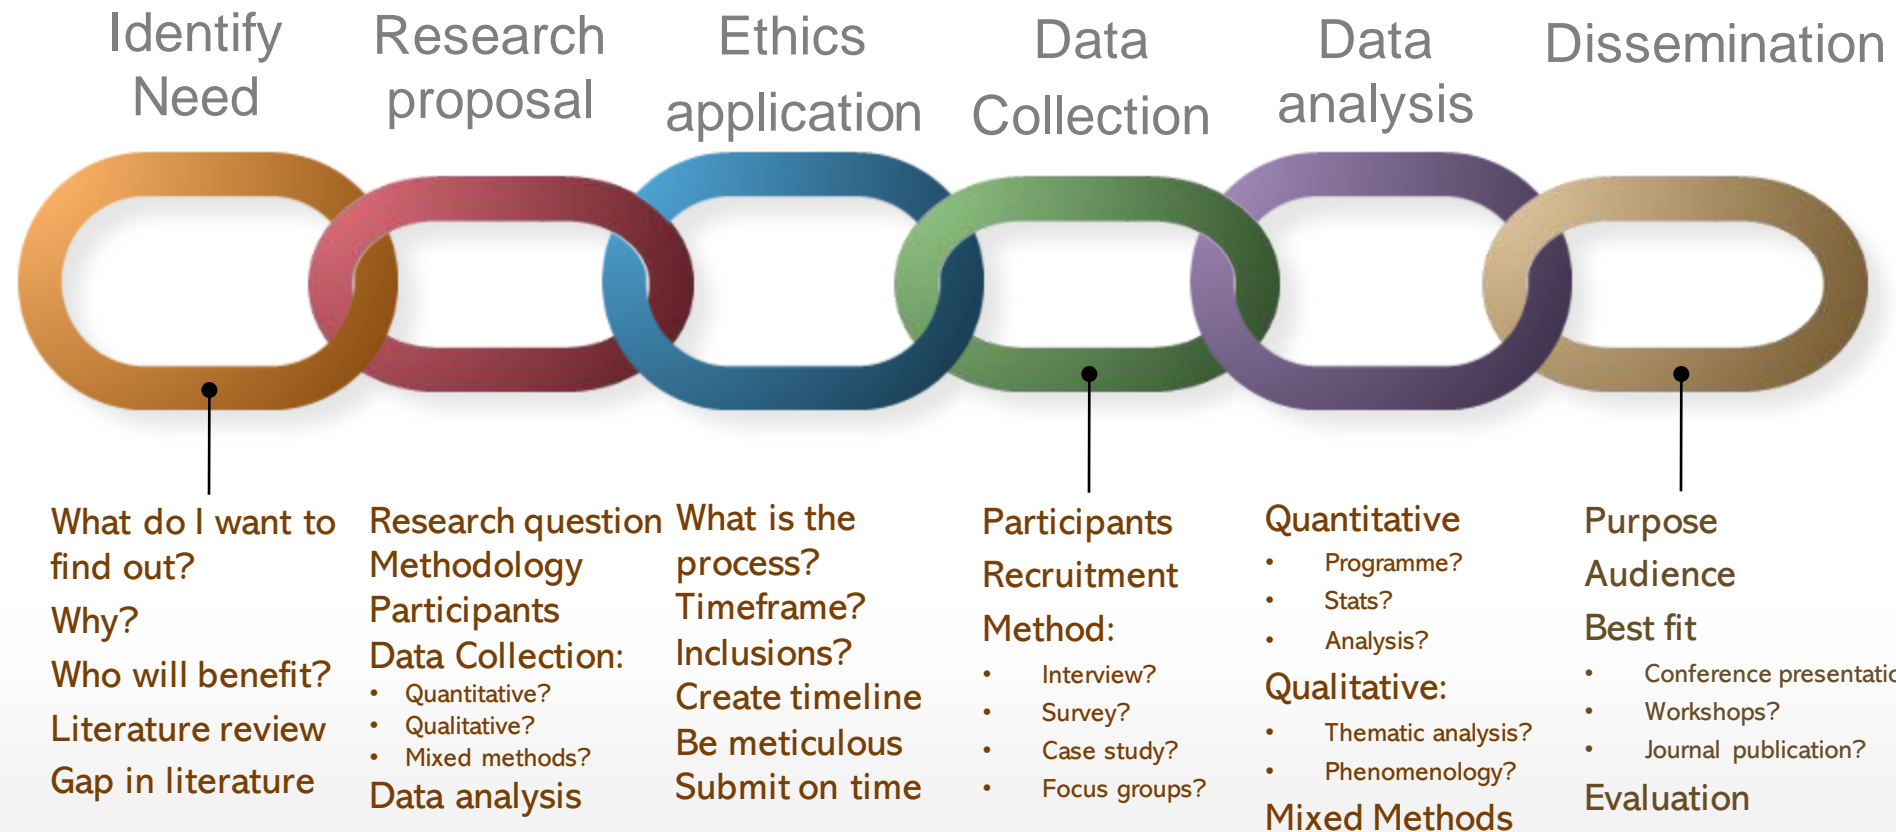 Identify
Need
Research
proposal
Ethics
application
Data
Collection
Data
analysis
Dissemination
What do I want to
find out?
Why?
Who will benefit?
Literature review
Gap in literature
Research question
Methodology
Participants
Data Collection:
• Quantitative?
• Qualitative?
• Mixed methods?
Data analysis
What is the
process?
Timeframe?
Inclusions?
Create timeline
Be meticulous
Submit on time
Participants
Recruitment
Method:
• Interview?
• Survey?
• Case study?
• Focus groups?
Quantitative
• Programme?
• Stats?
• Analysis?
Qualitative:
• Thematic analysis?
• Phenomenology?
Mixed Methods
Purpose
Audience
Best fit
• Conference
• Workshops?
• Journal publication?
Evaluation